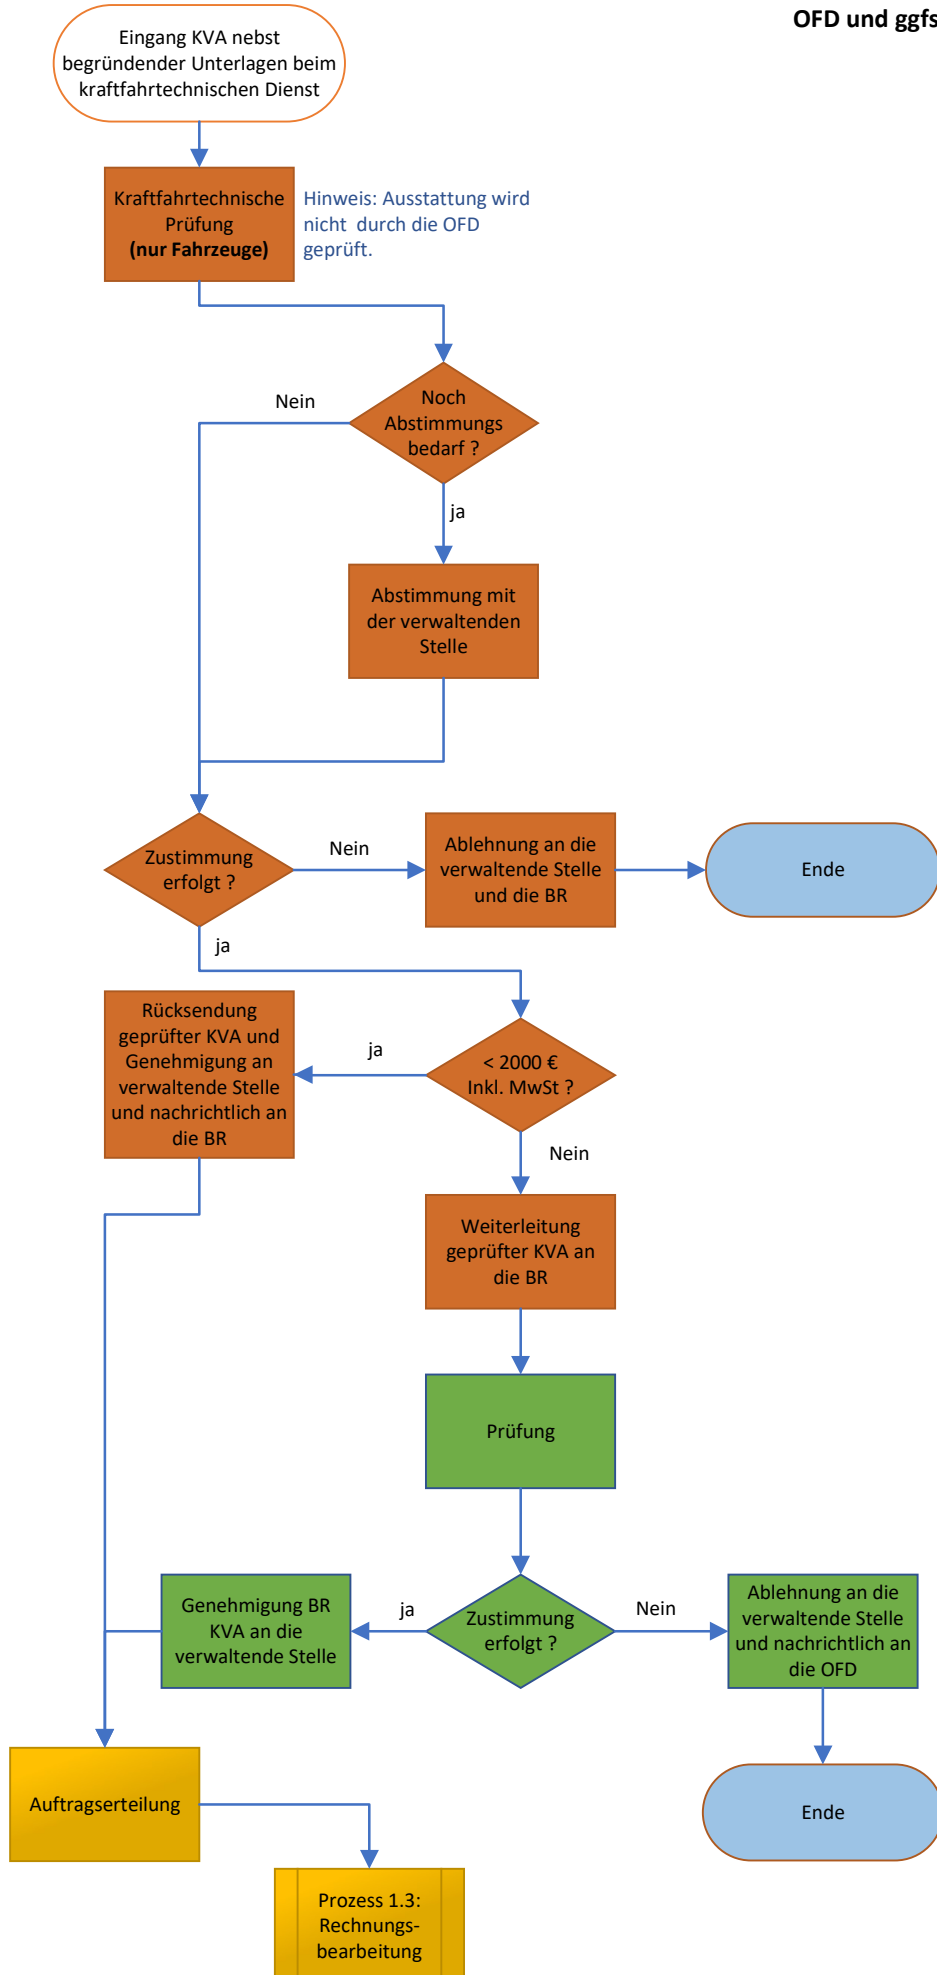 OFD und ggfs
Eingang KVA nebst
begründender Unterlagen beim
kraftfahrtechnischen Dienst
Kraftfahrtechnische
Prüfung
(nur Fahrzeuge)
Hinweis: Ausstattung wird
nicht durch die OFD
geprüft.
Noch
Abstimmungs
bedarf ?
Nein
ja
Abstimmung mit
der verwaltenden
Stelle
Zustimmung
erfolgt ?
Nein
Ablehnung an die
verwaltende Stelle
und die BR
Ende
ja
Rücksendung
geprüfter KVA und
Genehmigung an
verwaltende Stelle
und nachrichtlich an
die BR
ja
< 2000 €
Inkl. MwSt ?
Nein
Weiterleitung
geprüfter KVA an
die BR
Prüfung
Genehmigung BR
KVA an die
verwaltende Stelle
ja
Zustimmung
erfolgt ?
Nein
Ablehnung an die
verwaltende Stelle
und nachrichtlich an
die OFD
Auftragserteilung
Ende
Prozess 1.3:
Rechnungs-
bearbeitung